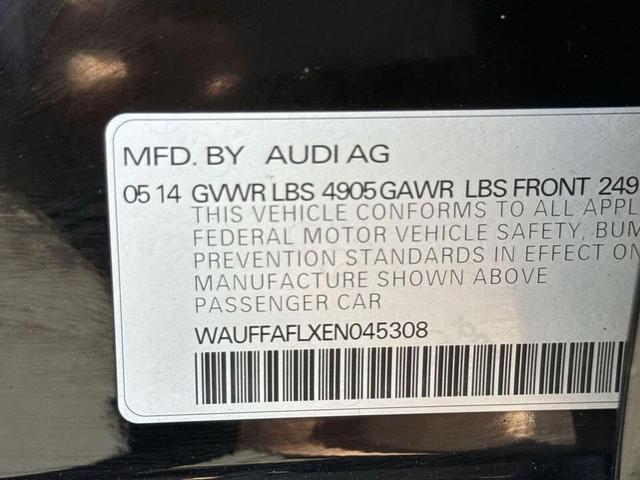 MFD. BY AUDI AG
05 14 GVWR LBS 4905 GAWR LBS FRONT 249
THIS VEHICLE CONFORMS TO ALL APPL
FEDERAL MOTOR VEHICLE SAFETY, BUM
PREVENTION STANDARDS IN EFFECT ON
MANUFACTURE SHOWN ABOVE
PASSENGER CAR
WAUFFAFLXEN045308